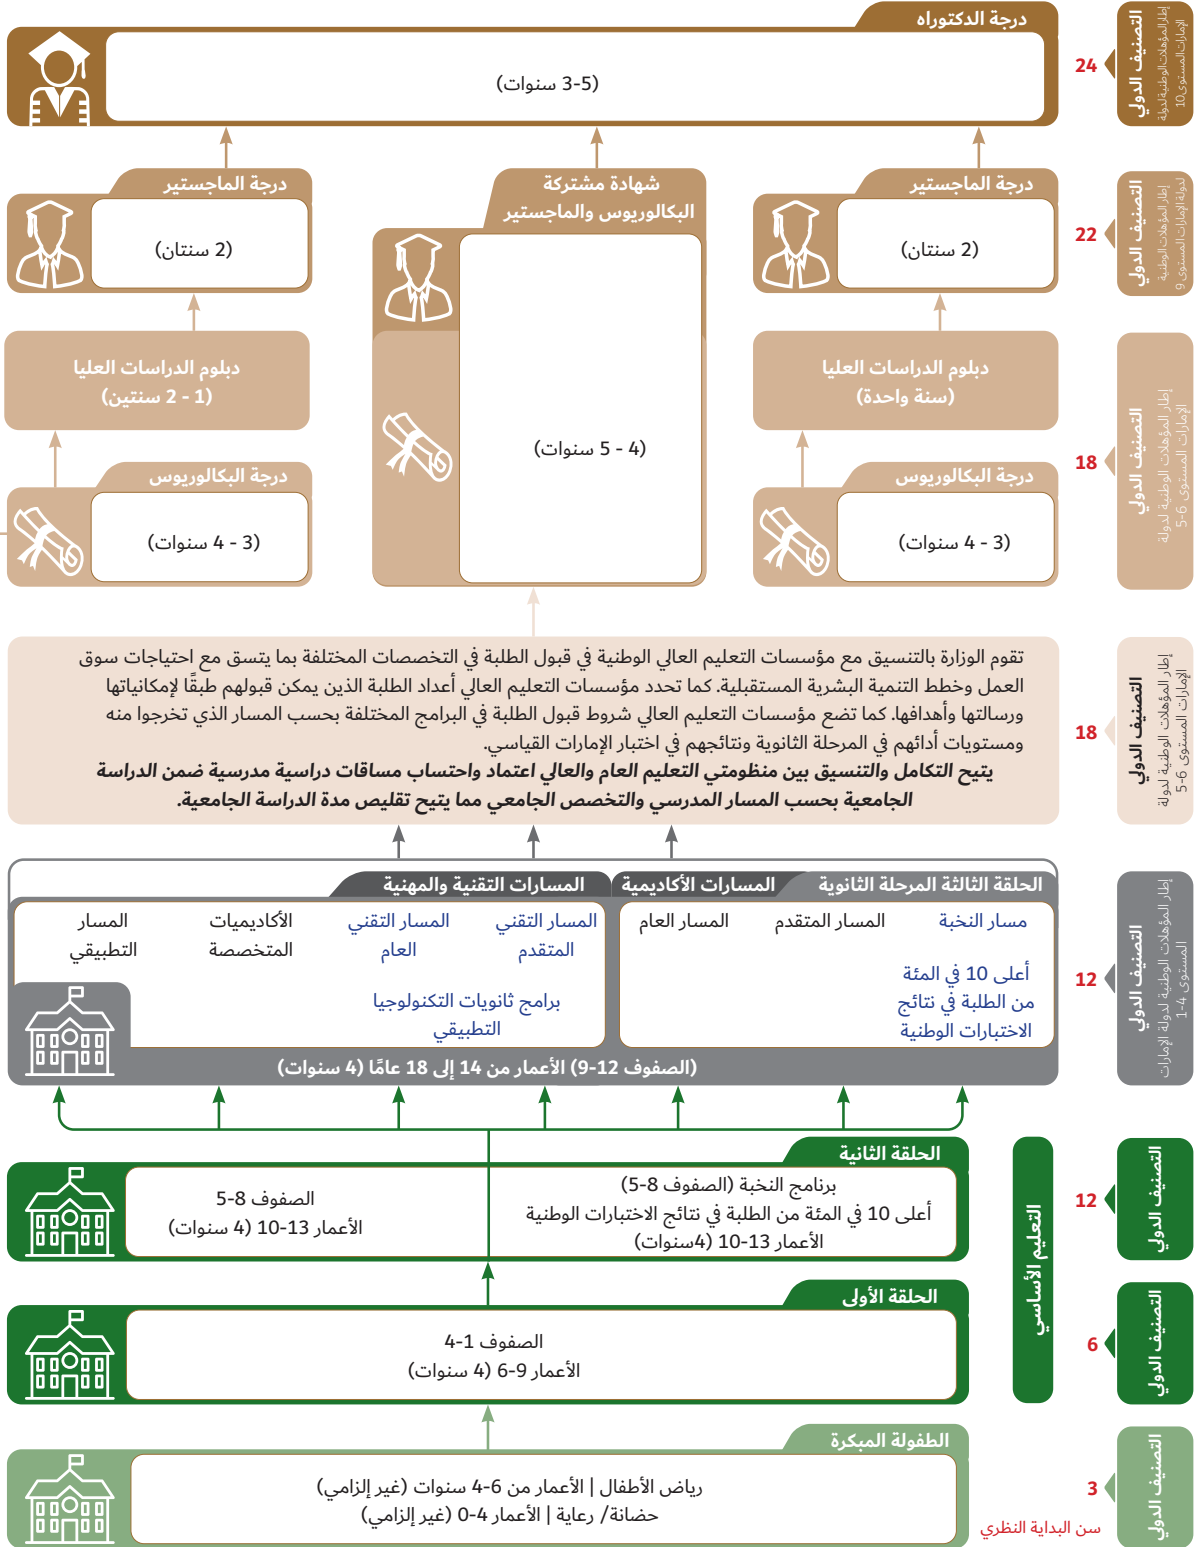 درجة الدكتوراه
(3-5 سنوات)
24
التصنيف الدولي
إطار المؤهلات الوطنية لدولة
الإمارات المستوى 10
درجة الماجستير
(2 سنتان)
شهادة مشتركة
البكالوريوس والماجستير
(4 - 5 سنوات)
درجة الماجستير
(2 سنتان)
22
التصنيف الدولي
إطار المؤهلات الوطنية
لدولة الإمارات المستوى 9
دبلوم الدراسات العليا
(سنة واحدة)
دبلوم الدراسات العليا
(1 - 2 سنتين)
درجة البكالوريوس
(3 - 4 سنوات)
درجة البكالوريوس
(3 - 4 سنوات)
18
التصنيف الدولي
إطار المؤهلات الوطنية لدولة
الإمارات المستوى 6-5
تقوم الوزارة بالتنسيق مع مؤسسات التعليم العالي الوطنية في قبول الطلبة في التخصصات المختلفة بما يتسق مع احتياجات سوق
العمل وخطط التنمية البشرية المستقبلية. كما تحدد مؤسسات التعليم العالي أعداد الطلبة الذين يمكن قبولهم طبقًا لإمكانياتها
ورسالتها وأهدافها. كما تضع مؤسسات التعليم العالي شروط قبول الطلبة في البرامج المختلفة بحسب المسار الذي تخرجوا منه
ومستويات أدائهم في المرحلة الثانوية ونتائجهم في اختبار الإمارات القياسي.
يتيح التكامل والتنسيق بين منظومتي التعليم العام والعالي اعتماد واحتساب مساقات دراسية مدرسية ضمن الدراسة
الجامعية بحسب المسار المدرسي والتخصص الجامعي مما يتيح تقليص مدة الدراسة الجامعية.
18
التصنيف الدولي
إطار المؤهلات الوطنية لدولة
الإمارات المستوى 6-5
الحلقة الثالثة المرحلة الثانوية
المسارات الأكاديمية
المسارات التقنية والمهنية
مسار النخبة
أعلى 10 في المئة
من الطلبة في نتائج
الاختبارات الوطنية
المسار المتقدم
المسار العام
المسار التقني
المتقدم
المسار التقني
العام
برامج ثانويات التكنولوجيا
التطبيقي
الأكاديميات
المتخصصة
المسار
التطبيقي
(الصفوف 12-9) الأعمار من 14 إلى 18 عامًا (4 سنوات)
12
التصنيف الدولي
إطار المؤهلات الوطنية لدولة الإمارات
المستوى 4-1
التعليم الأساسي
الحلقة الثانية
برنامج النخبة (الصفوف 8-5)
أعلى 10 في المئة من الطلبة في نتائج الاختبارات الوطنية
الأعمار 13-10 (4سنوات)
الصفوف 8-5
الأعمار 13-10 (4 سنوات)
12
التصنيف الدولي
الحلقة الأولى
الصفوف 1-4
الأعمار 9-6 (4 سنوات)
6
التصنيف الدولي
الطفولة المبكرة
رياض الأطفال | الأعمار من 6-4 سنوات (غير إلزامي)
حضانة/ رعاية | الأعمار 4-0 (غير إلزامي)
3
التصنيف الدولي
سن البداية النظري